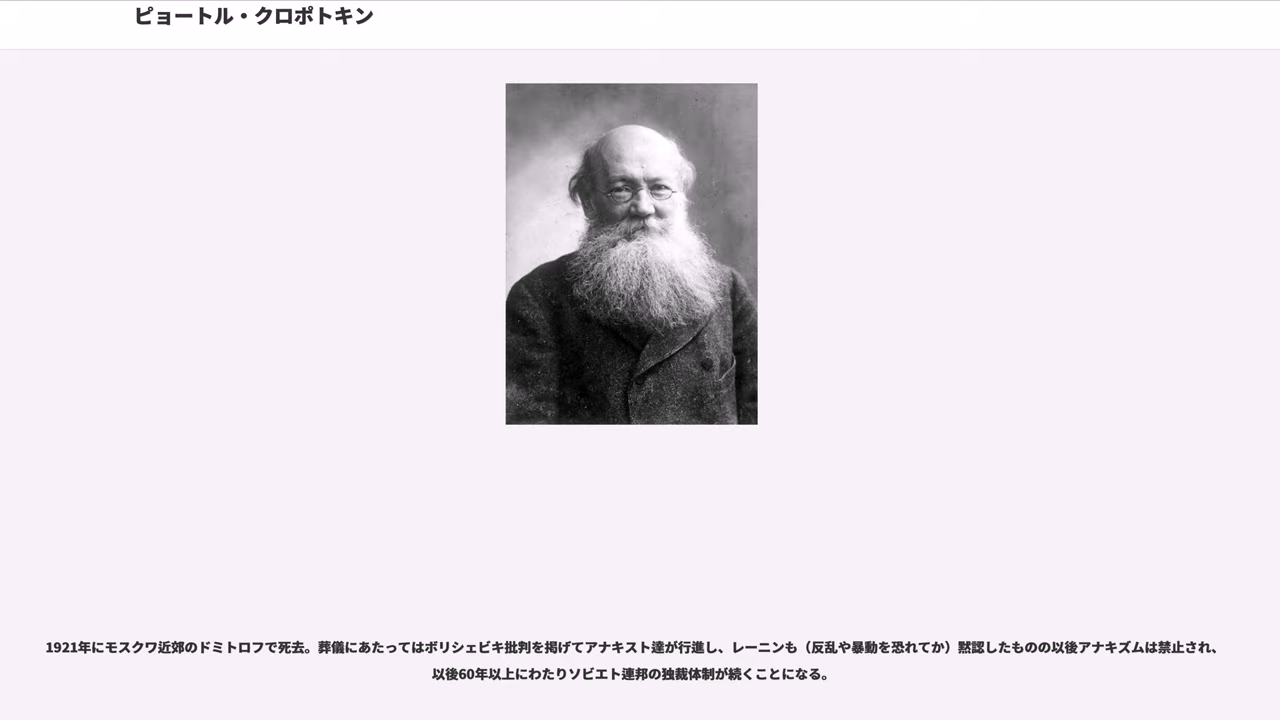 ピョートル・クロポトキン
1921年にモスクワ近郊のドミトロフで死去。葬儀にあたってはボリシェビキ批判を掲げてアナキスト達が行進し、レーニンも（反乱や暴動を恐れてか）黙認したものの以後アナキズムは禁止され、
以後60年以上にわたりソビエト連邦の独裁体制が続くことになる。